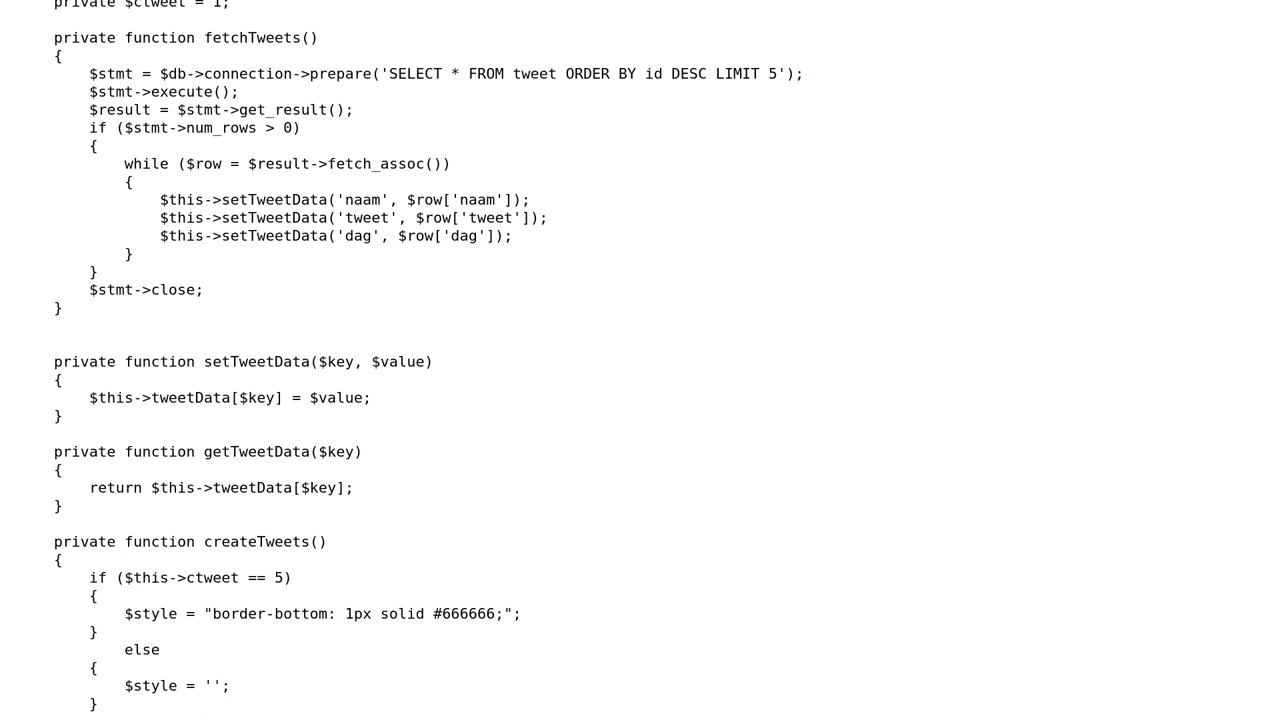 private $ctweet = 1;
private function fetchTweets()
{
$stmt = $db->connection->prepare('SELECT * FROM tweet ORDER BY id DESC LIMIT 5');
$stmt->execute();
$result = $stmt->get_result();
if ($stmt->num_rows > 0)
{
while ($row = $result->fetch_assoc())
{
$this->setTweetData('naam', $row['naam']);
$this->setTweetData('tweet', $row['tweet']);
$this->setTweetData('dag', $row['dag']);
}
}
$stmt->close;
}
private function setTweetData($key, $value)
{
$this->tweetData[$key] = $value;
}
private function getTweetData($key)
{
return $this->tweetData[$key];
}
private function createTweets()
{
if ($this->ctweet == 5)
{
$style = "border-bottom: 1px solid #666666;";
}
else
{
$style = '';
}